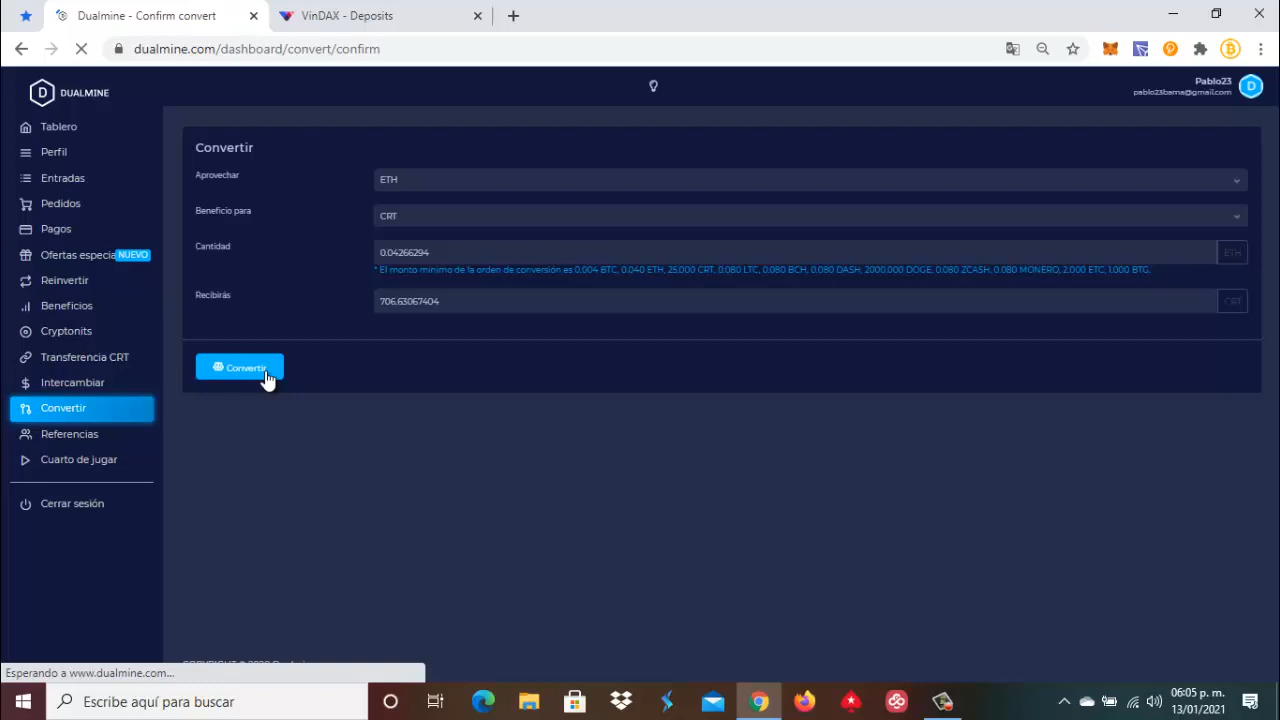 Dualmine - Confirm convert
VinDAX - Deposits
dualmine.com/dashboard/convert/confirm
D DUALMINE
Pablo23
pablo23bama@gmail.com
D
Tablero
Perfil
Entradas
Pedidos
Pagos
Ofertas especia NUEVO
Reinvertir
Beneficios
Cryptonits
Transferencia CRT
Intercambiar
Convertir
Referencias
Cuarto de jugar
Cerrar sesión
Convertir
Aprovechar
ETH
Beneficio para
CRT
Cantidad
0.04266294
ETH
* El monto mínimo de la orden de conversión es 0.004 BTC, 0.040 ETH, 25.000 CRT, 0.080 LTC, 0.080 BCH, 0.080 DASH, 2000.000 DOGE, 0.080 ZCASH, 0.080 MONERO, 2.000 ETC, 1.000 BTG.
Recibirás
706.63067404
CRT
Convertir
Esperando a www.dualmine.com...
Escribe aquí para buscar
06:05 p. m.
13/01/2021